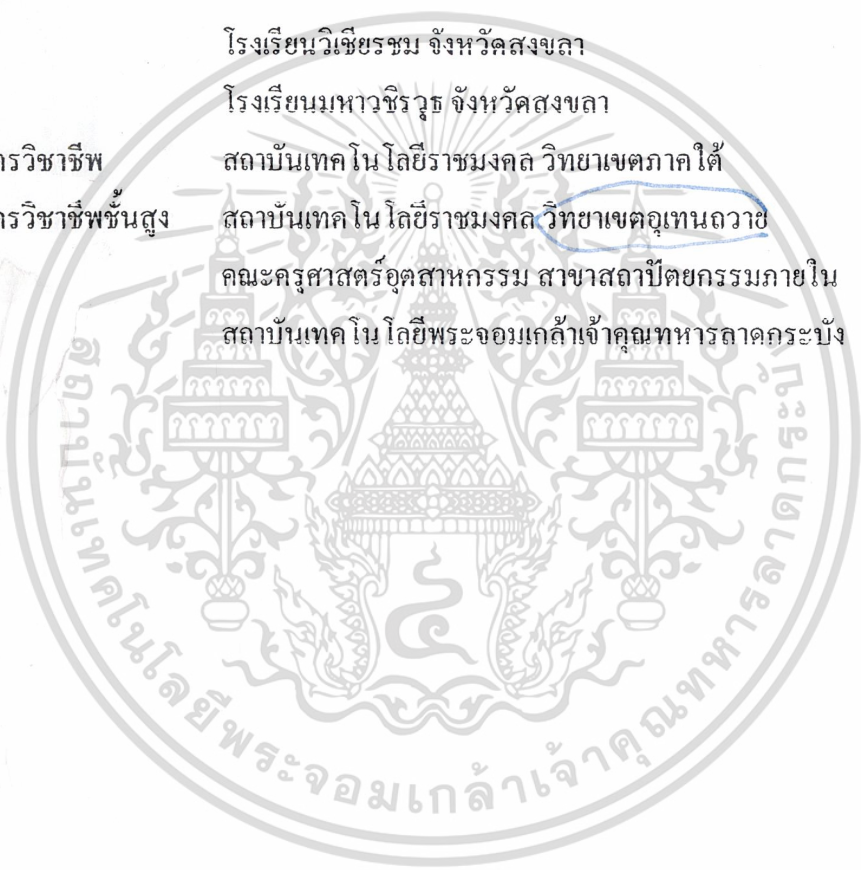 โรงเรียนวิเชียรชม จังหวัดสงขลา
โรงเรียนมหาวชิราวุธ จังหวัดสงขลา
ารวิชาชีพ สถาบันเทคโนโลยีราชมงคล วิทยาเขตภาคใต้
ารวิชาชีพชั้นสูง สถาบันเทคโนโลยีราชมงคล วิทยาเขตอุเทนถวาย
คณะครุศาสตร์อุตสาหกรรม สาขาสถาปัตยกรรมภายใน
สถาบันเทคโนโลยีพระจอมเกล้าเจ้าคุณทหารลาดกระบัง
สถาบันเทคโนโลยีพระจอมเกล้าเจ้าคุณทหารลาดกระบัง